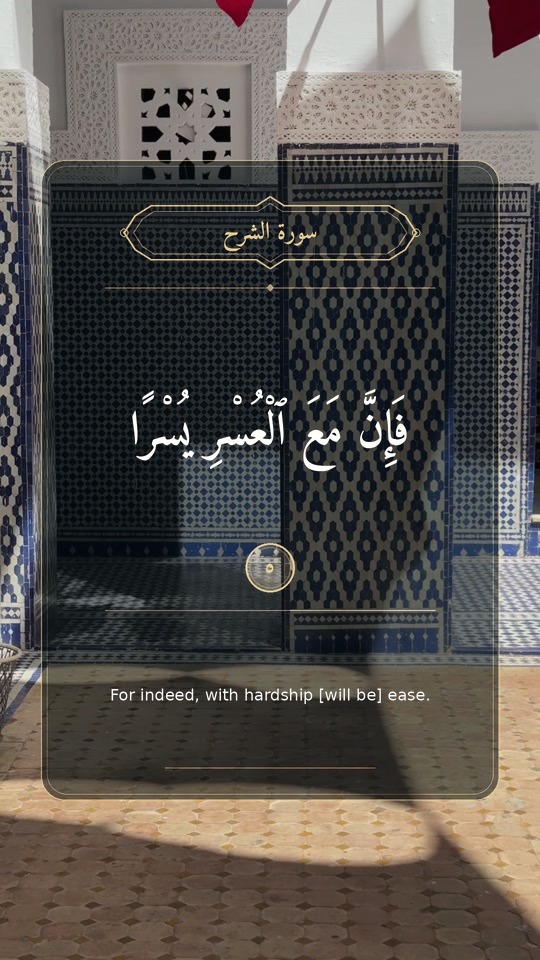 سورة الشرح
فَإِنَّ مَعَ ٱلْعُسْرِ يُسْرًا
٥
For indeed, with hardship [will be] ease.